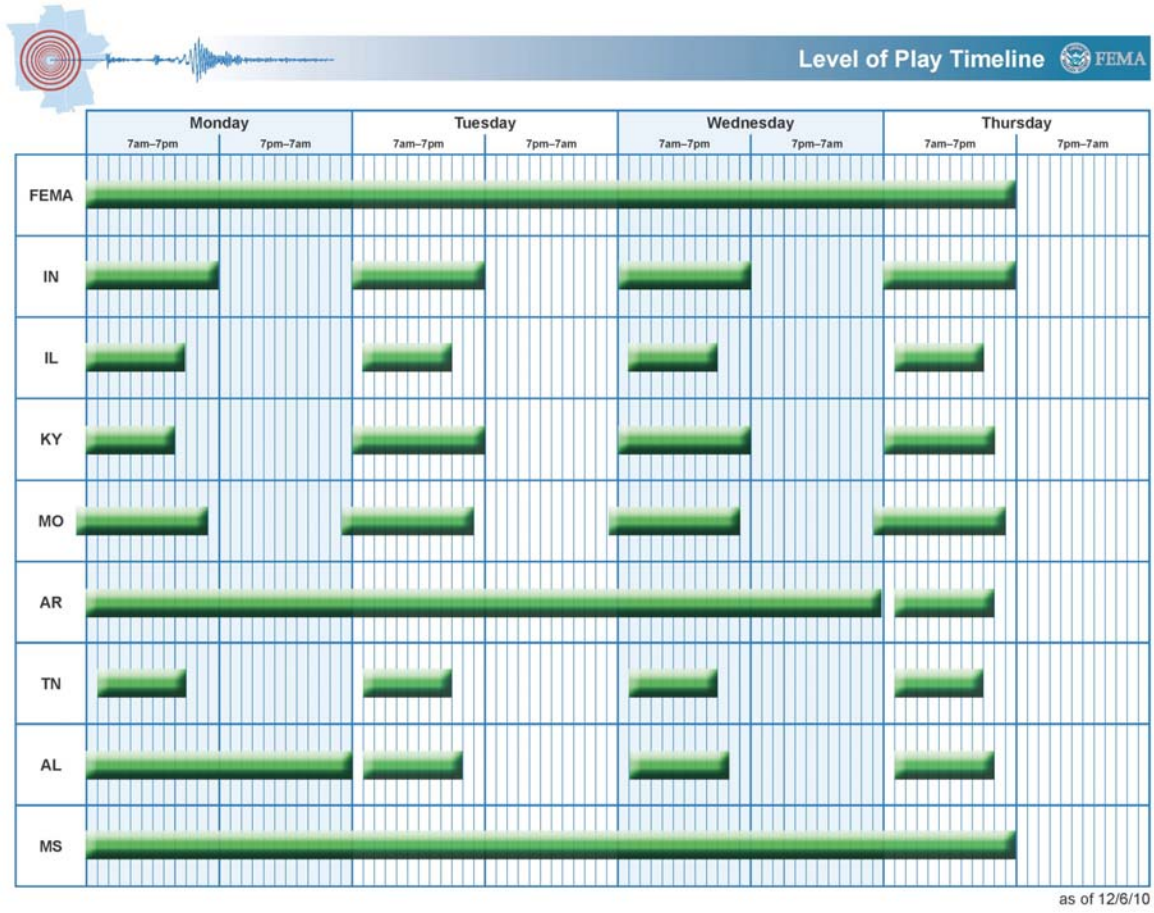 Level of Play Timeline FEMA
Monday Tuesday Wednesday Thursday
7am–7pm 7pm–7am 7am–7pm 7pm–7am 7am–7pm 7pm–7am 7am–7pm 7pm–7am
FEMA
IN
IL
KY
MO
AR
TN
AL
MS
as of 12/6/10